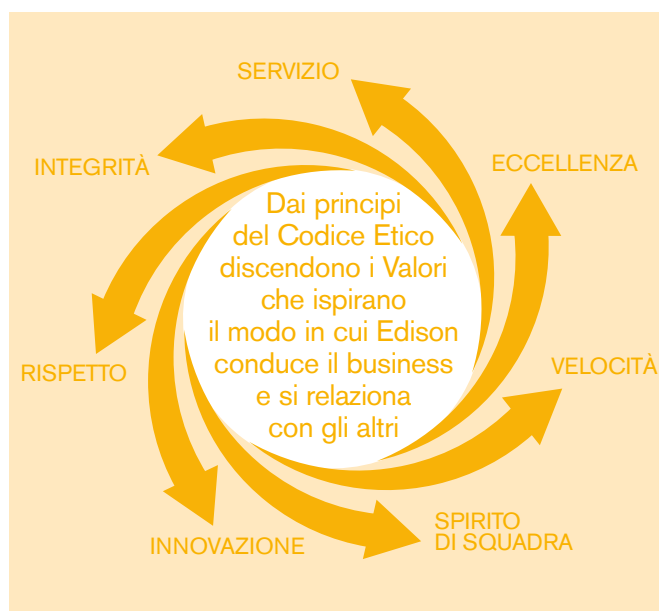 SERVIZIO
INTEGRITÀ
ECCELLENZA
Dai principi
del Codice Etico
discendono i Valori
che ispirano
il modo in cui Edison
conduce il business
e si relaziona
con gli altri
RISPETTO
VELOCITÀ
INNOVAZIONE
SPIRITO
DI SQUADRA